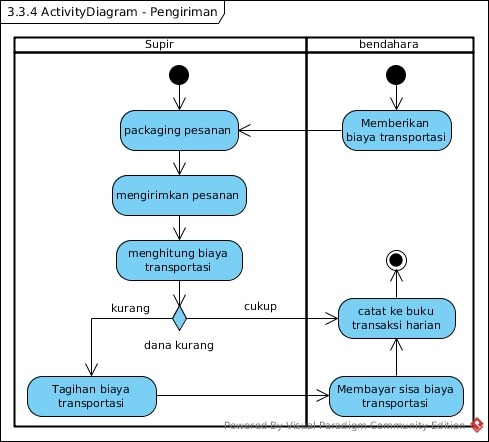 3.3.4 ActivityDiagram - Pengiriman
Supir
bendahara
packaging pesanan
Memberikan
biaya transportasi
mengirimkan pesanan
menghitung biaya
transportasi
kurang
cukup
dana kurang
catat ke buku
transaksi harian
Tagihan biaya
transportasi
Membayar sisa biaya
transportasi
Powered By Visual Paradigm Community Edition